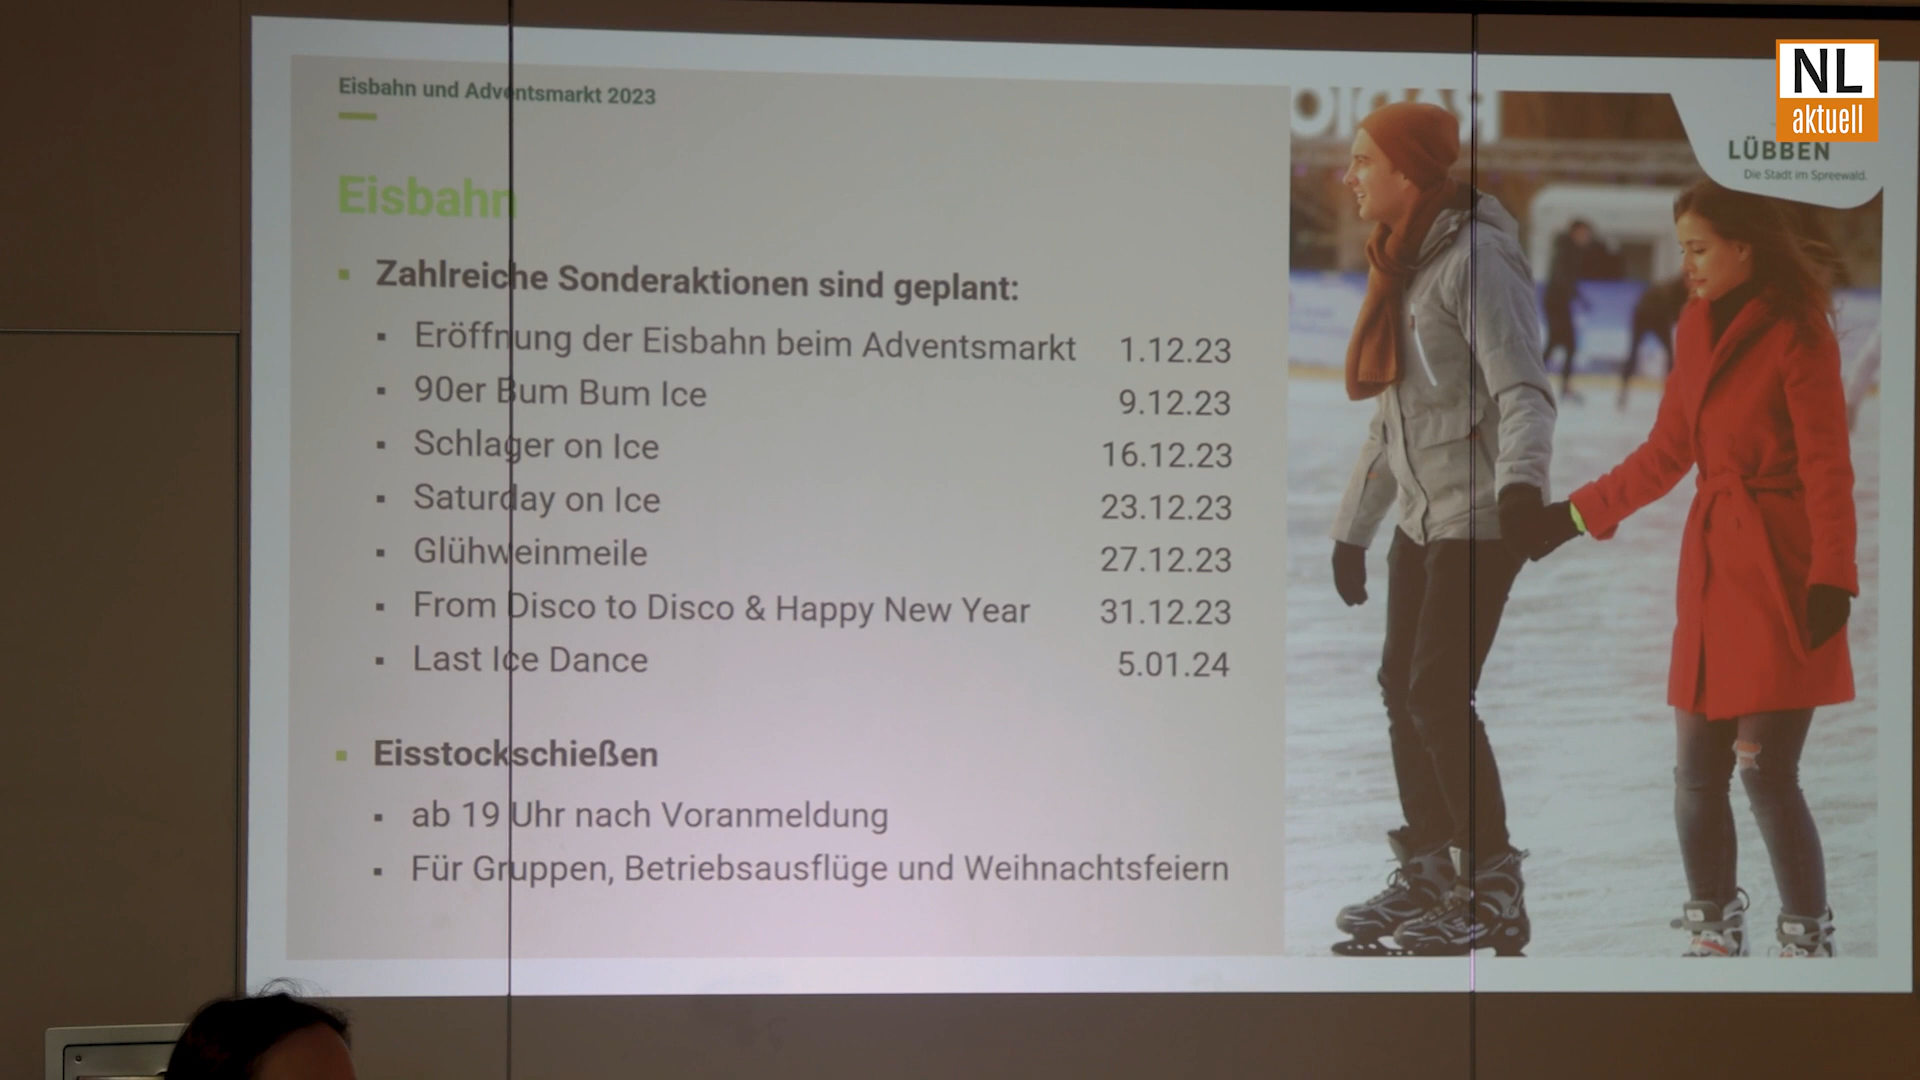 Eisbahn und Adventsmarkt 2023
NL
aktuell
LÜBBEN
Die Stadt im Spreewald.
Eisbahn
Zahlreiche Sonderaktionen sind geplant:
Eröffnung der Eisbahn beim Adventsmarkt 1.12.23
90er Bum Bum Ice 9.12.23
Schlager on Ice 16.12.23
Saturday on Ice 23.12.23
Glühweinmeile 27.12.23
From Disco to Disco & Happy New Year 31.12.23
Last Ice Dance 5.01.24
Eisstockschießen
ab 19 Uhr nach Voranmeldung
Für Gruppen, Betriebsausflüge und Weihnachtsfeiern